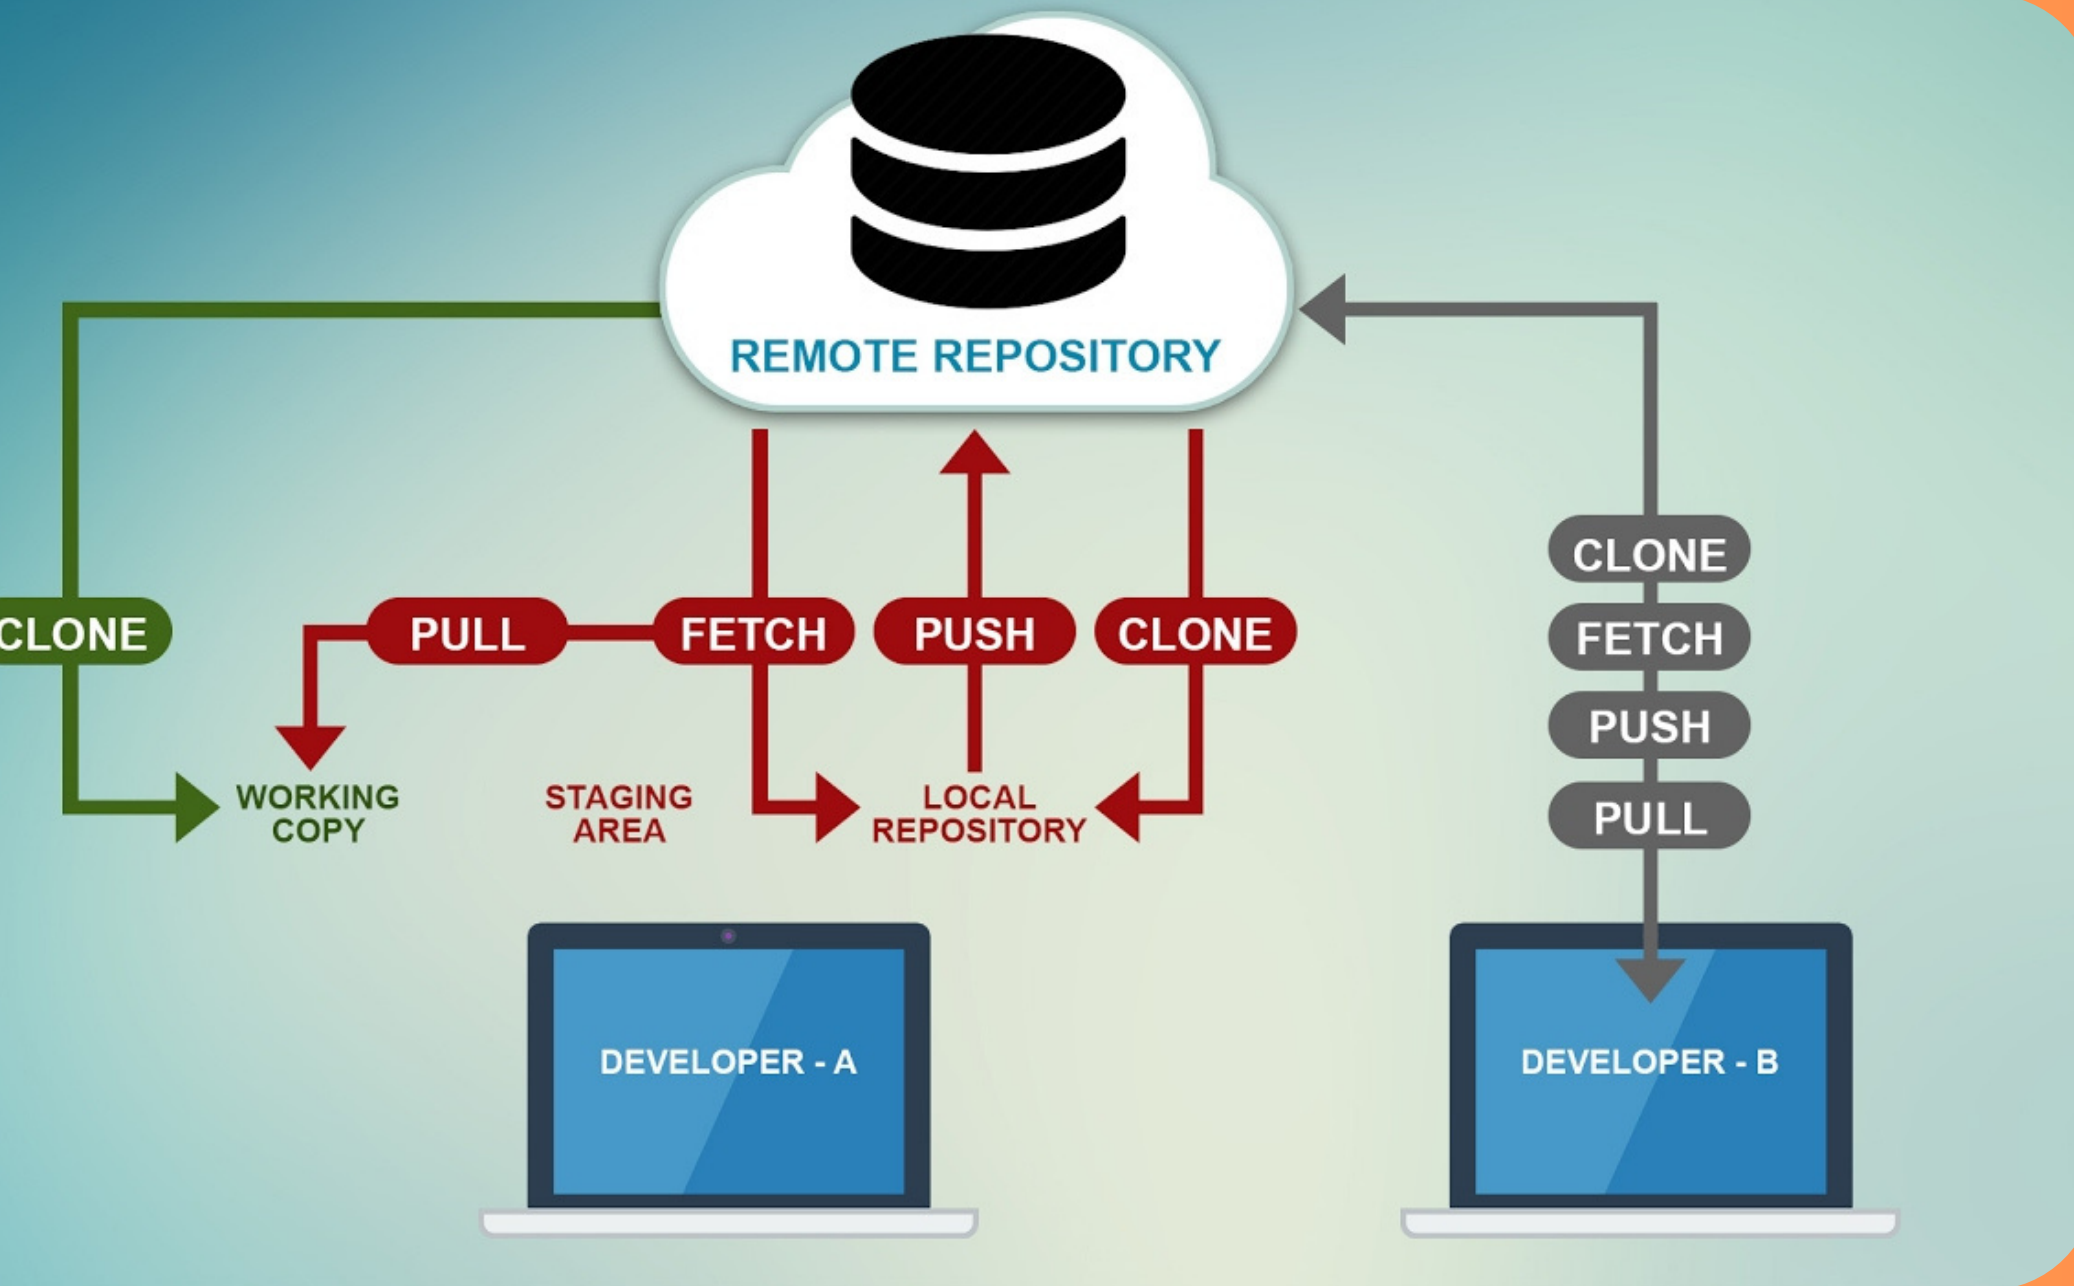 REMOTE REPOSITORY
CLONE
PULL
FETCH
PUSH
CLONE
WORKING
COPY
STAGING
AREA
LOCAL
REPOSITORY
CLONE
FETCH
PUSH
PULL
DEVELOPER - A
DEVELOPER - B